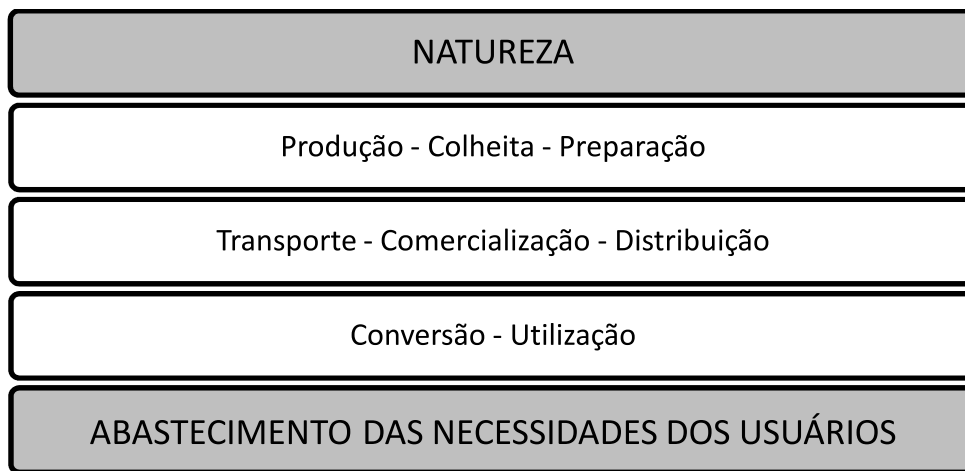 NATUREZA
Produção - Colheita - Preparação
Transporte - Comercialização - Distribuição
Conversão - Utilização
ABASTECIMENTO DAS NECESSIDADES DOS USUÁRIOS